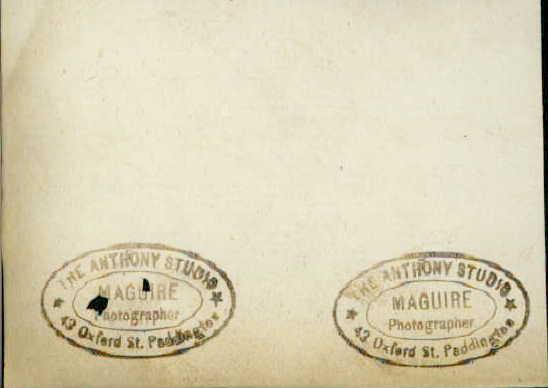 THE ANTHONY STUDIO
MAGUIRE
Photographer
43 Oxford St. Paddington
THE ANTHONY STUDIO
MAGUIRE
Photographer
43 Oxford St. Paddington